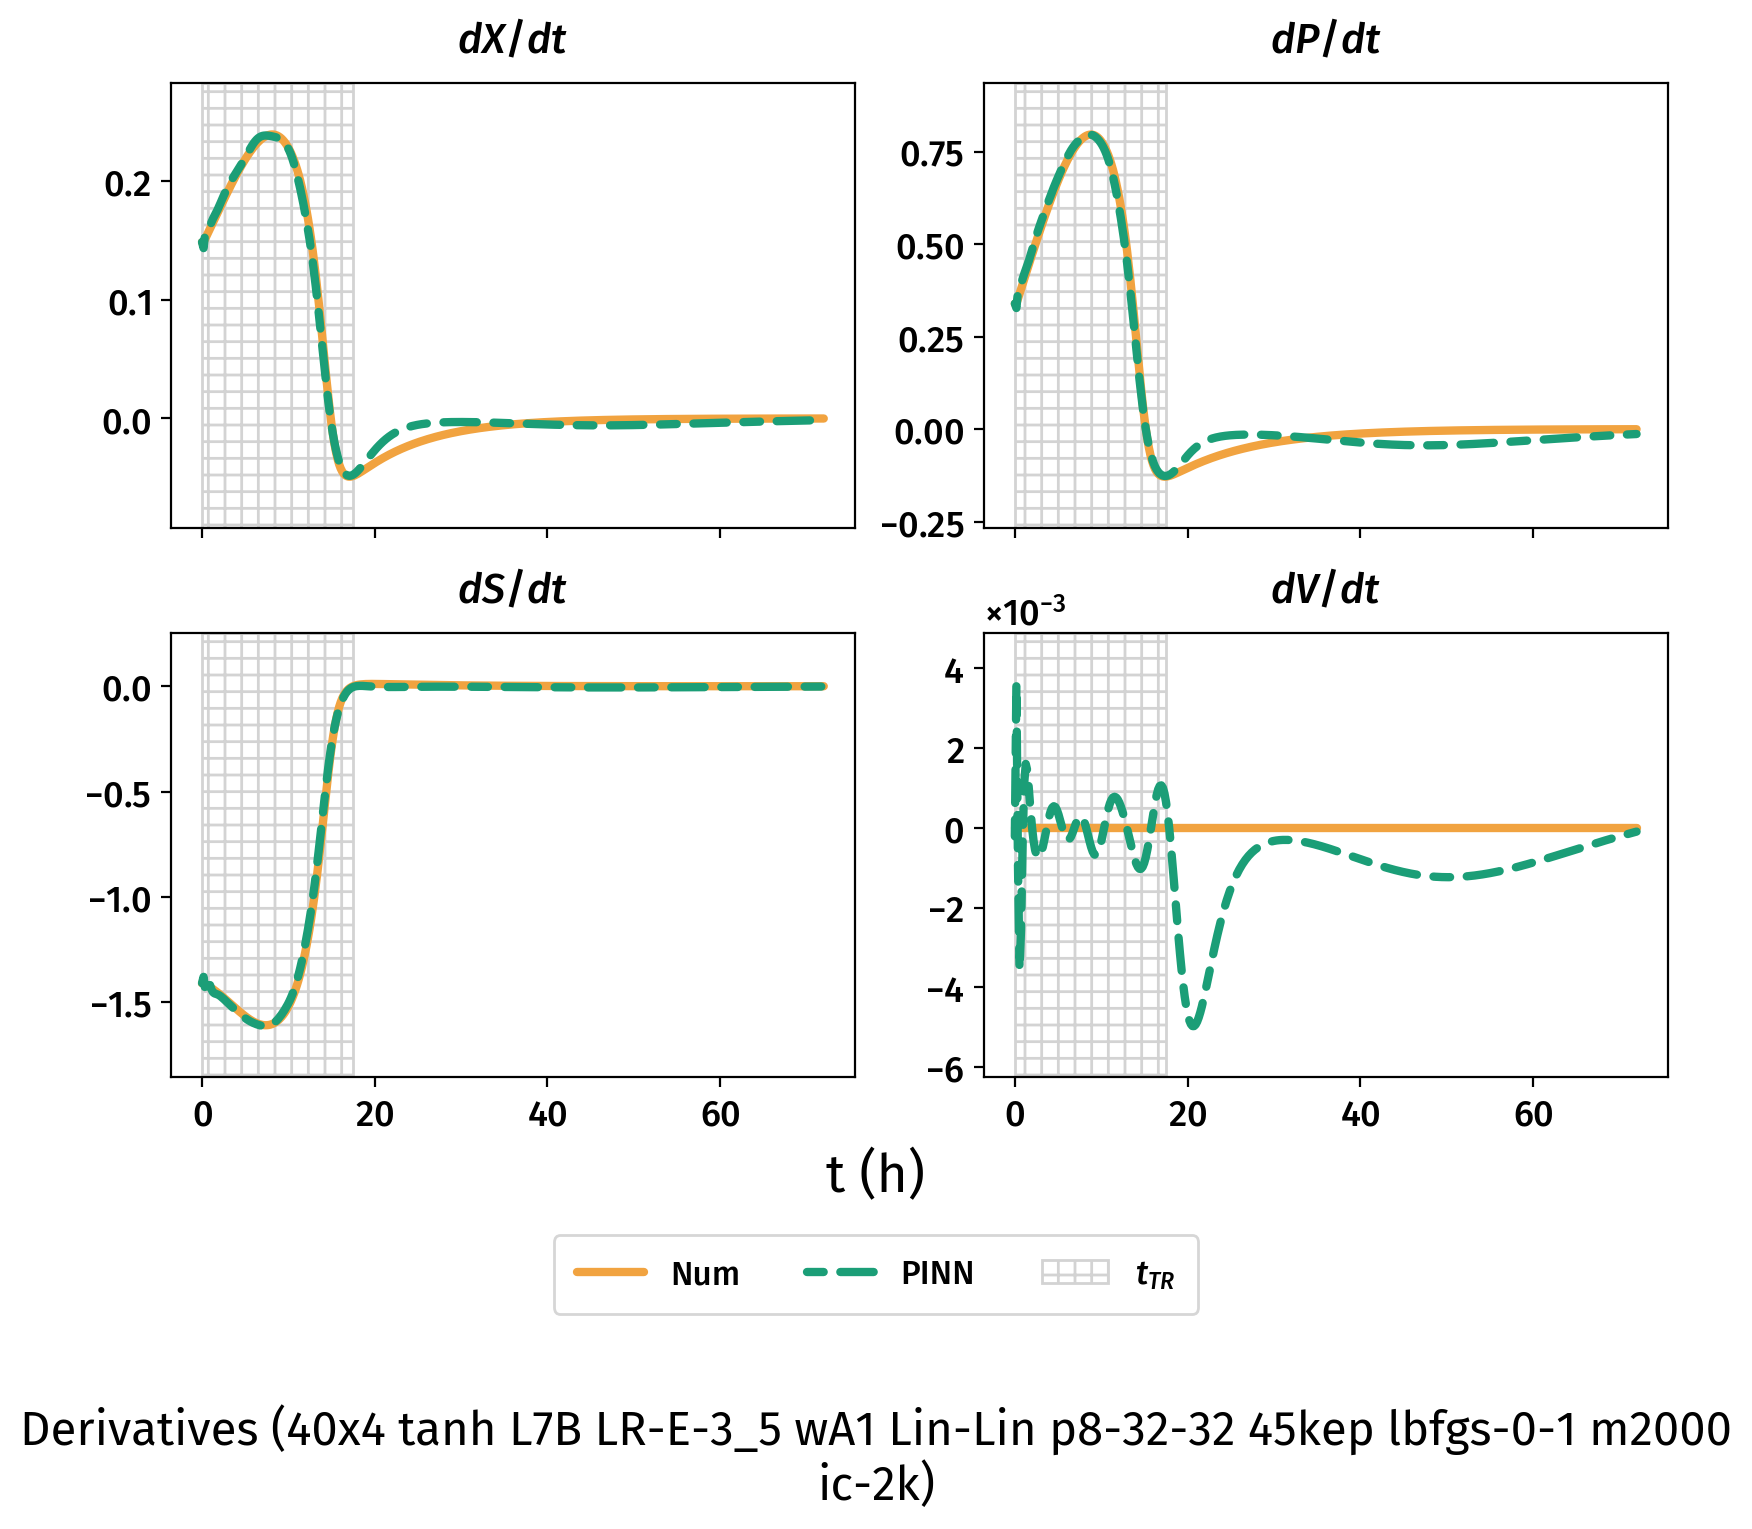 dX/dt
dP/dt
0.2
0.1
0.0
0.75
0.50
0.25
0.00
−0.25
dS/dt
dV/dt
×10⁻³
0.0
−0.5
−1.0
−1.5
4
2
0
−2
−4
−6
0 20 40 60
0 20 40 60
t (h)
Num PINN t_TR
Derivatives (40x4 tanh L7B LR-E-3_5 wA1 Lin-Lin p8-32-32 45kep lbfgs-0-1 m2000
ic-2k)